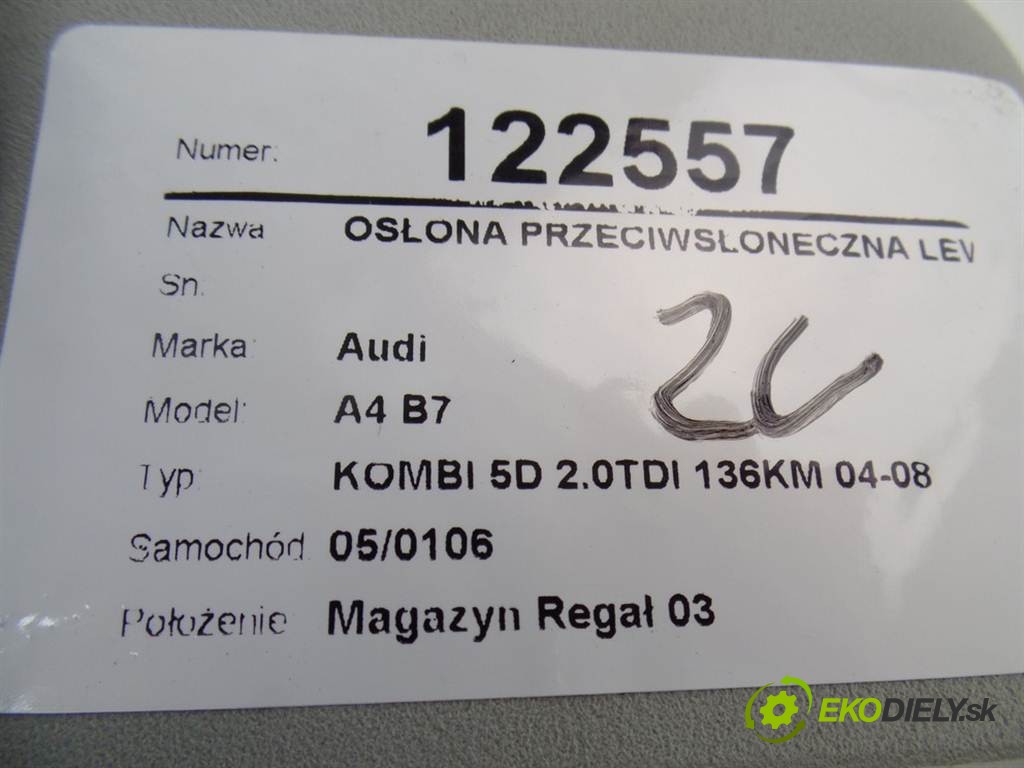 Numer: 122557
Nazwa OSŁONA PRZECIWSŁONECZNA LEW
Sn.
Marka: Audi
Model: A4 B7
Typ: KOMBI 5D 2.0TDI 136KM 04-08
Samochód 05/0106
Położenie Magazyn Regał 03
EKODIELY.sk